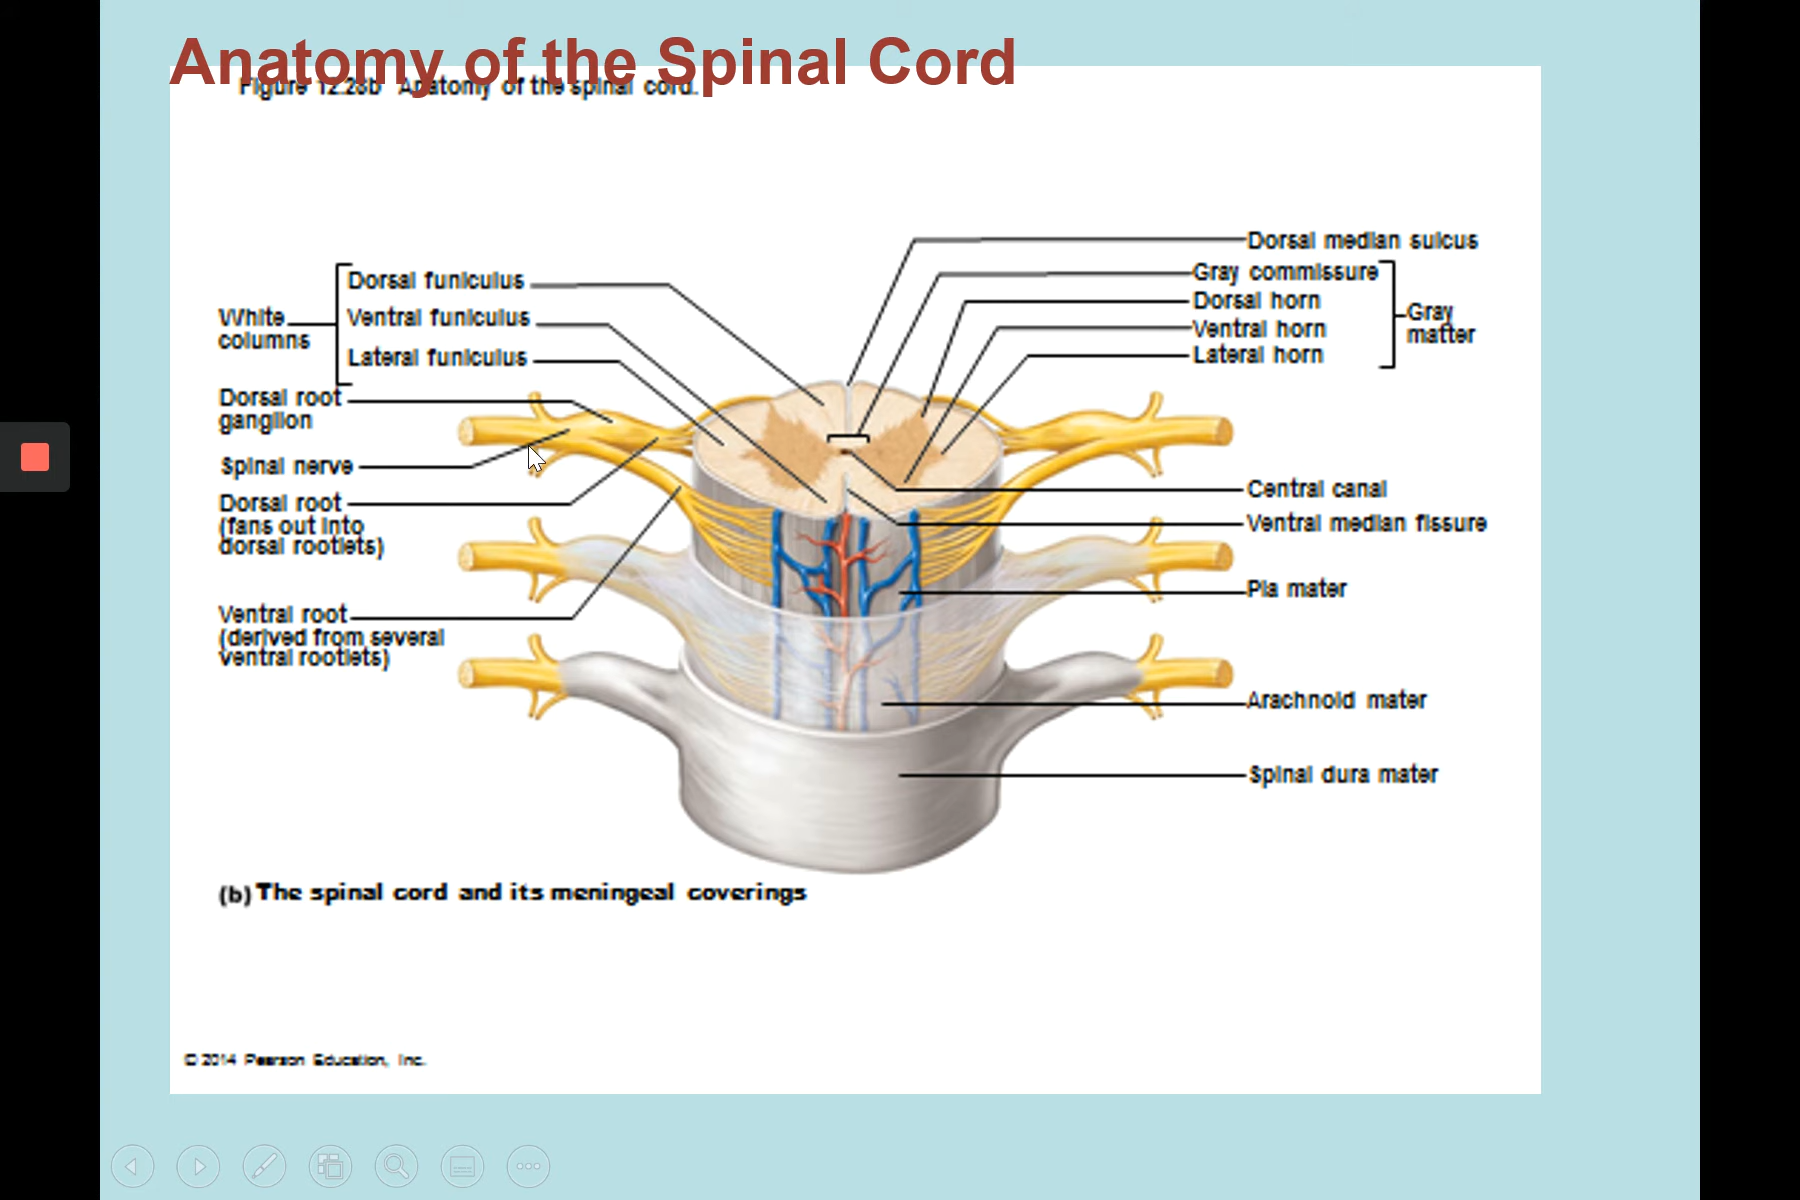 Anatomy of the Spinal Cord
Figure 12.28b Anatomy of the spinal cord.
White
columns
Dorsal funiculus
Ventral funiculus
Lateral funiculus
Dorsal root
ganglion
Spinal nerve
Dorsal root
(fans out into
dorsal rootlets)
Ventral root
(derived from several
ventral rootlets)
Dorsal median sulcus
Gray commissure
Dorsal horn
Ventral horn
Lateral horn
Gray
matter
Central canal
Ventral median fissure
Pia mater
Arachnoid mater
Spinal dura mater
(b) The spinal cord and its meningeal coverings
© 2014 Pearson Education, Inc.